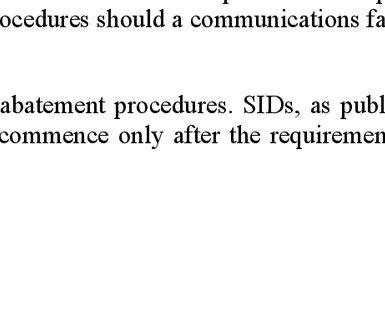 ocedures should a communications fa
abatement procedures. SIDs, as publ
commence only after the requiremen